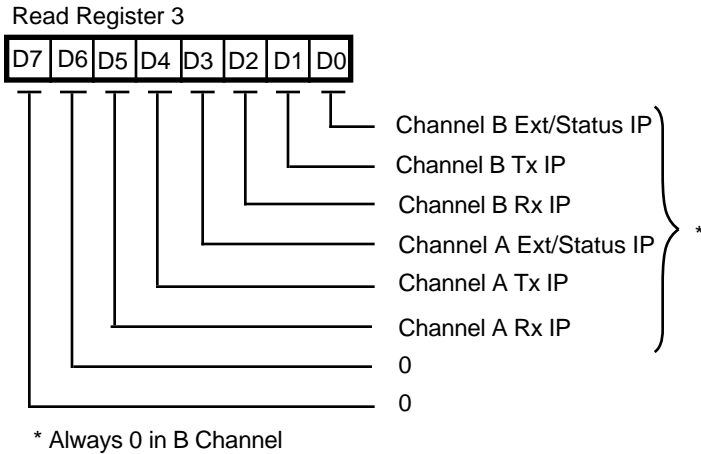 Read Register 3
D7 D6 D5 D4 D3 D2 D1 D0
Channel B Ext/Status IP
Channel B Tx IP
Channel B Rx IP
Channel A Ext/Status IP
*
Channel A Tx IP
Channel A Rx IP
0
0
* Always 0 in B Channel